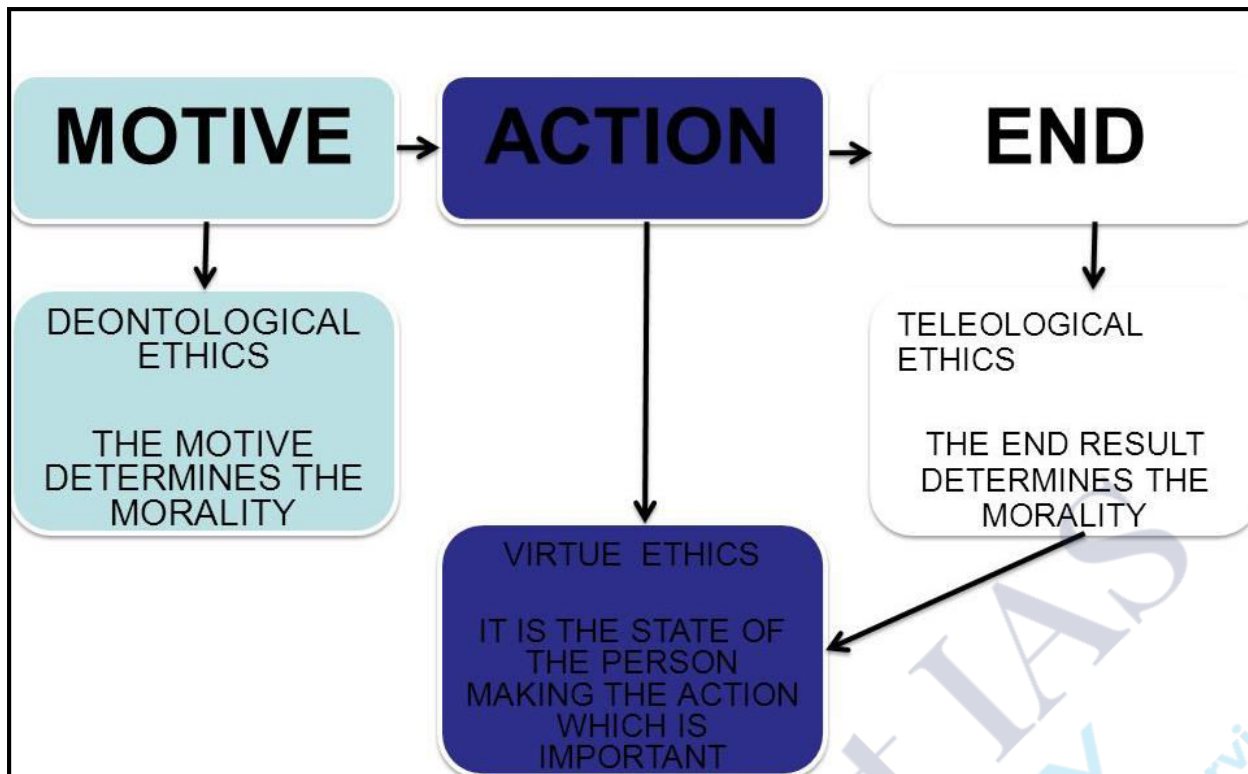 MOTIVE
ACTION
END
DEONTOLOGICAL
ETHICS
THE MOTIVE
DETERMINES THE
MORALITY
TELEOLOGICAL
ETHICS
THE END RESULT
DETERMINES THE
MORALITY
VIRTUE ETHICS
IT IS THE STATE OF
THE PERSON
MAKING THE ACTION
WHICH IS
IMPORTANT
IAS